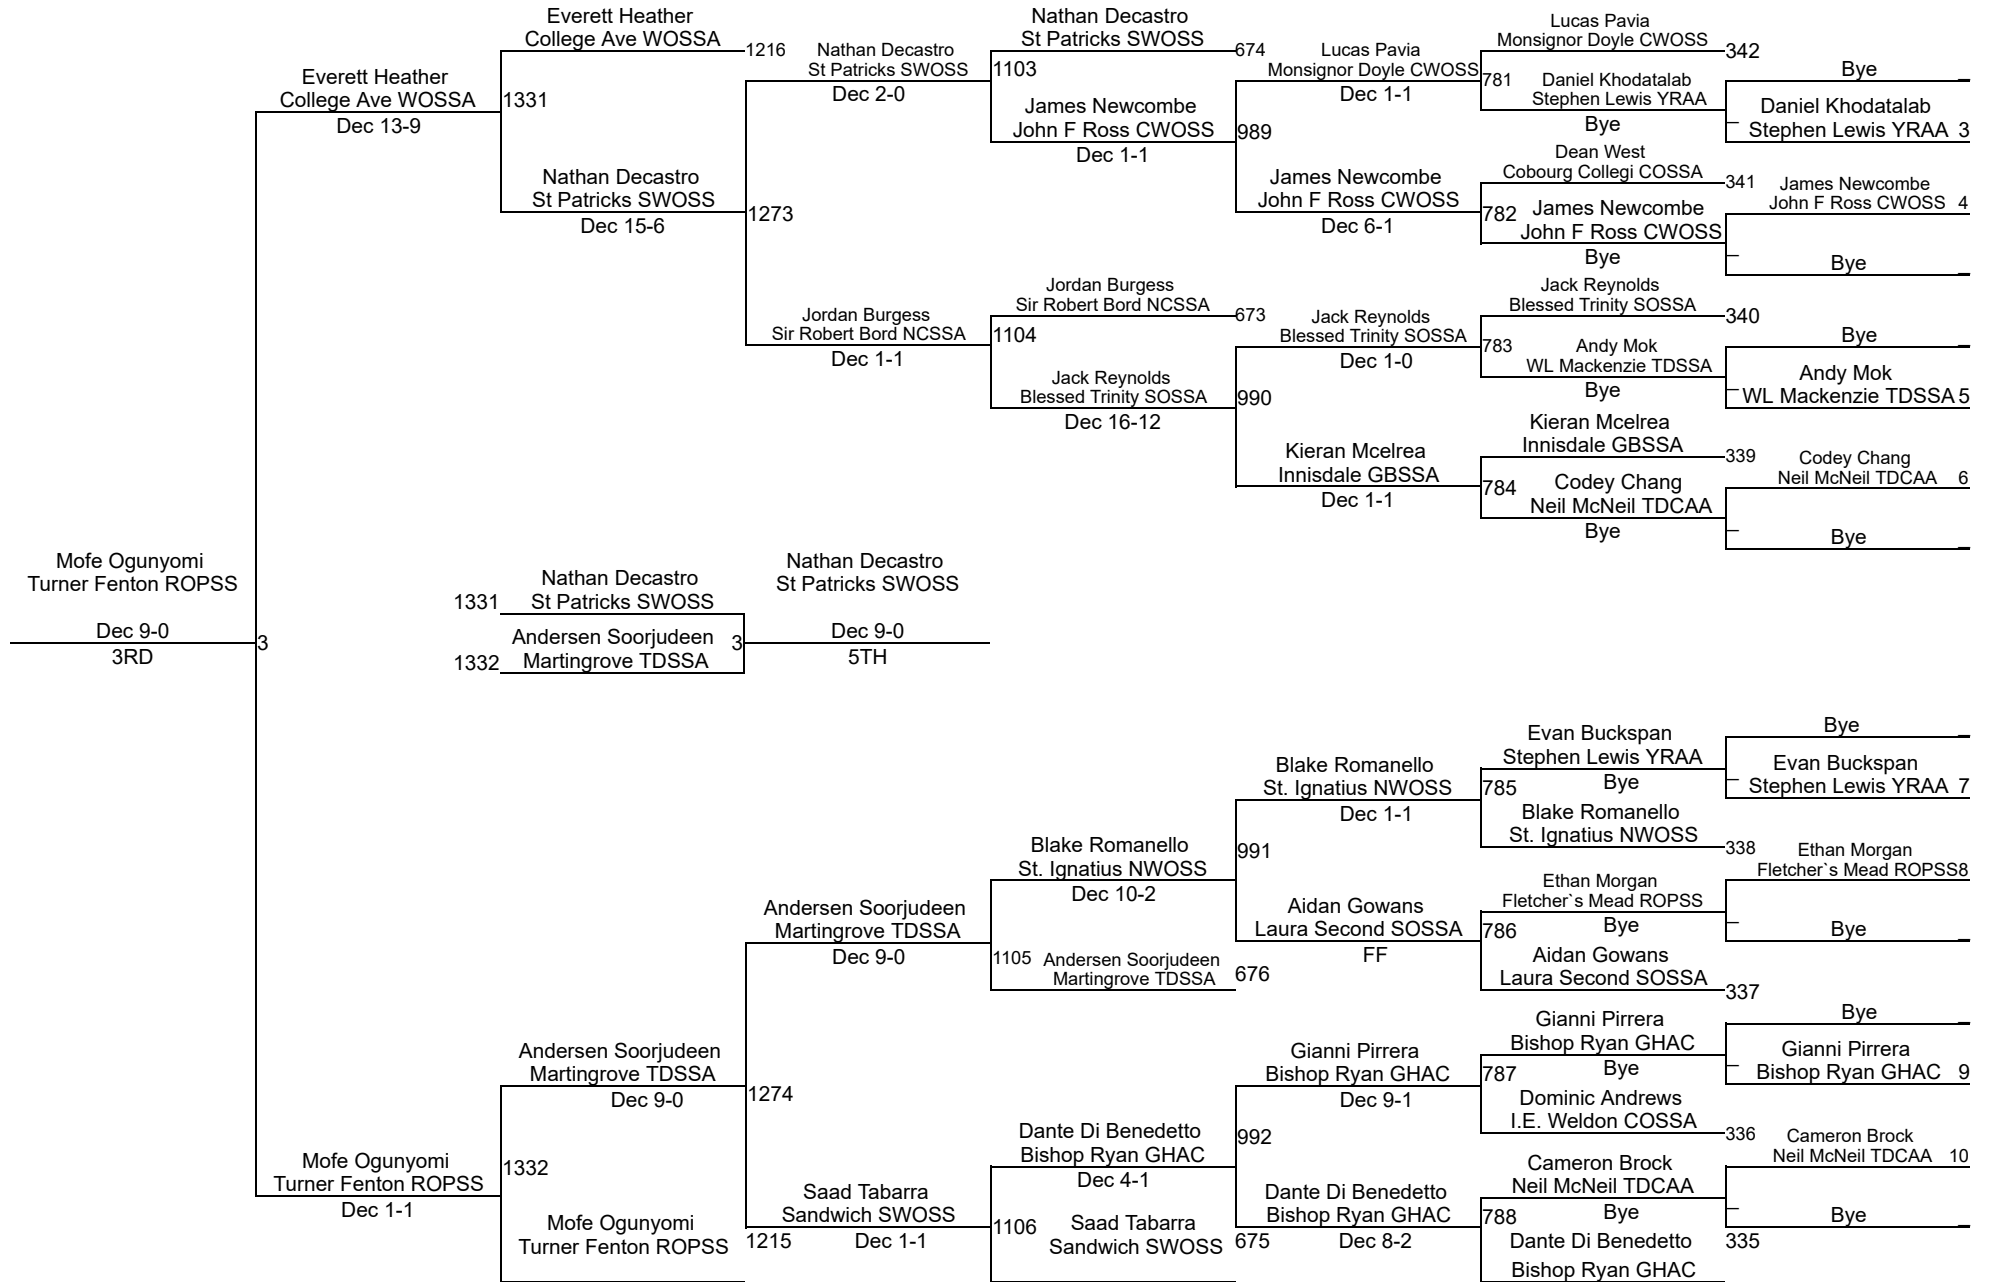 Everett Heather
College Ave WOSSA
1216
Nathan Decastro
St Patricks SWOSS
Dec 2-0
Nathan Decastro
St Patricks SWOSS
674
1103
James Newcombe
John F Ross CWOSS
Dec 1-1
Lucas Pavia
Monsignor Doyle CWOSS
Dec 1-1
Lucas Pavia
Monsignor Doyle CWOSS
342
781
Daniel Khodatalab
Stephen Lewis YRAA
Bye
Bye
Daniel Khodatalab
Stephen Lewis YRAA 3
Everett Heather
College Ave WOSSA
Dec 13-9
1331
989
Dean West
Cobourg Collegi COSSA
341
James Newcombe
John F Ross CWOSS 4
Nathan Decastro
St Patricks SWOSS
Dec 15-6
1273
James Newcombe
John F Ross CWOSS
Dec 6-1
782
James Newcombe
John F Ross CWOSS
Bye
Bye
Jordan Burgess
Sir Robert Bord NCSSA
Dec 1-1
Jordan Burgess
Sir Robert Bord NCSSA
673
1104
Jack Reynolds
Blessed Trinity SOSSA
Dec 16-12
Jack Reynolds
Blessed Trinity SOSSA
Dec 1-0
Jack Reynolds
Blessed Trinity SOSSA
340
783
Andy Mok
WL Mackenzie TDSSA
Bye
Bye
Andy Mok
WL Mackenzie TDSSA 5
990
Kieran Mcelrea
Innisdale GBSSA
Dec 1-1
Kieran Mcelrea
Innisdale GBSSA
339
784
Codey Chang
Neil McNeil TDCAA
Bye
Codey Chang
Neil McNeil TDCAA 6
Bye
Mofe Ogunyomi
Turner Fenton ROPSS
Dec 9-0
3RD
3
1331
Nathan Decastro
St Patricks SWOSS
1332
Andersen Soorjudeen
Martingrove TDSSA
3
Nathan Decastro
St Patricks SWOSS
Dec 9-0
5TH
Blake Romanello
St. Ignatius NWOSS
Dec 1-1
Evan Buckspan
Stephen Lewis YRAA
Bye
785
Blake Romanello
St. Ignatius NWOSS
338
Bye
Evan Buckspan
Stephen Lewis YRAA 7
Blake Romanello
St. Ignatius NWOSS
Dec 10-2
991
Ethan Morgan
Fletcher`s Mead ROPSS
Bye
Ethan Morgan
Fletcher`s Mead ROPSS8
Bye
Andersen Soorjudeen
Martingrove TDSSA
Dec 9-0
1105
Andersen Soorjudeen
Martingrove TDSSA
676
Aidan Gowans
Laura Second SOSSA
FF
786
Aidan Gowans
Laura Second SOSSA
337
Andersen Soorjudeen
Martingrove TDSSA
Dec 9-0
1274
Gianni Pirrera
Bishop Ryan GHAC
Dec 9-1
Gianni Pirrera
Bishop Ryan GHAC
Bye
787
Dominic Andrews
I.E. Weldon COSSA
336
Bye
Gianni Pirrera
Bishop Ryan GHAC 9
Mofe Ogunyomi
Turner Fenton ROPSS
Dec 1-1
1332
Mofe Ogunyomi
Turner Fenton ROPSS
1215
Saad Tabarra
Sandwich SWOSS
Dec 1-1
Dante Di Benedetto
Bishop Ryan GHAC
Dec 4-1
992
1106
Saad Tabarra
Sandwich SWOSS
675
Dante Di Benedetto
Bishop Ryan GHAC
Dec 8-2
Cameron Brock
Neil McNeil TDCAA
Bye
788
Dante Di Benedetto
Bishop Ryan GHAC
335
Cameron Brock
Neil McNeil TDCAA 10
Bye